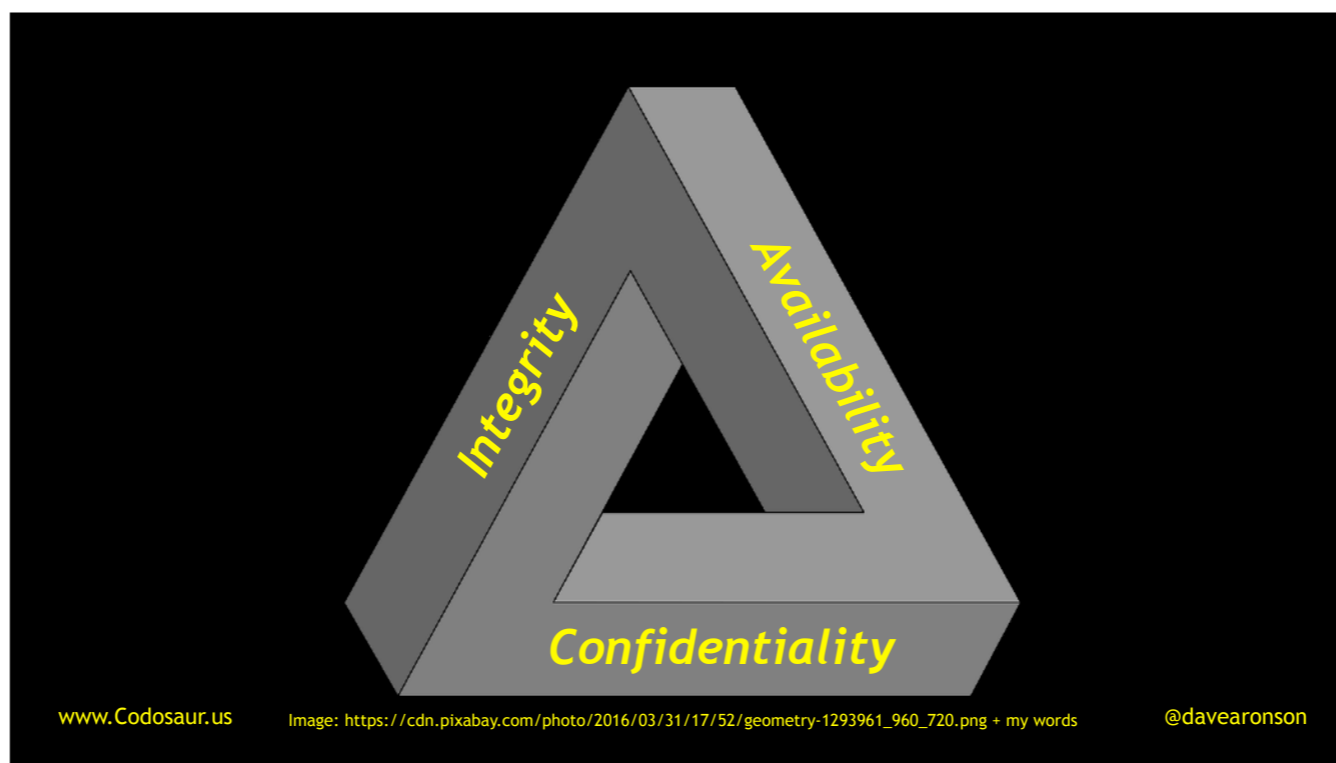 Availability
Integrity
Confidentiality
www.Codosaur.us
Image: https://cdn.pixabay.com/photo/2016/03/31/17/52/geometry-1293961_960_720.png + my words
@davearonson